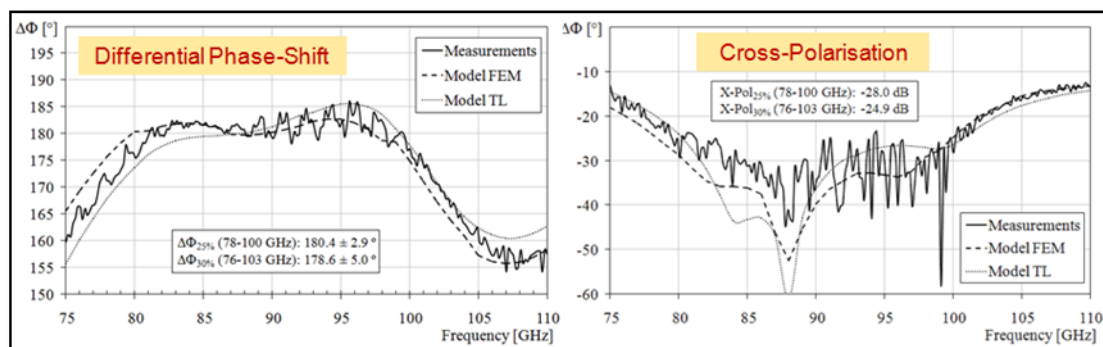 ΔΦ [°]
Differential Phase-Shift
Measurements
Model FEM
Model TL
195
190
185
180
175
170
165
160
155
150
ΔΦ25% (78-100 GHz): 180.4 ± 2.9 º
ΔΦ30% (76-103 GHz): 178.6 ± 5.0 º
75 80 85 90 95 100 105 110
Frequency [GHz]
ΔΦ [°]
Cross-Polarisation
X-Pol25% (78-100 GHz): -28.0 dB
X-Pol30% (76-103 GHz): -24.9 dB
-10
-20
-30
-40
-50
-60
Measurements
Model FEM
Model TL
75 80 85 90 95 100 105 110
Frequency [GHz]